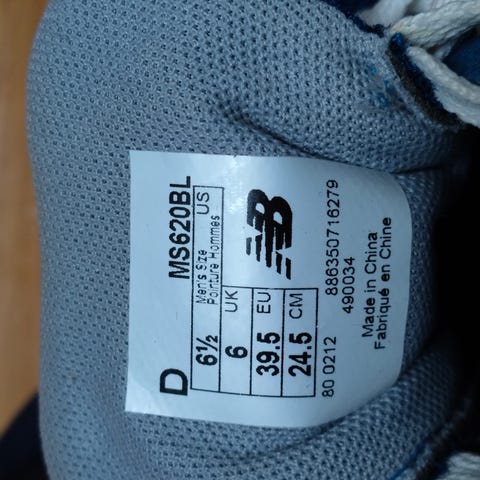 D MS620BL
Men's Size
Pointure Hommes
US 6½
UK 6
EU 39.5
CM 24.5
NB
80 0212 886350716279
490034
Made in China
Fabriqué en Chine